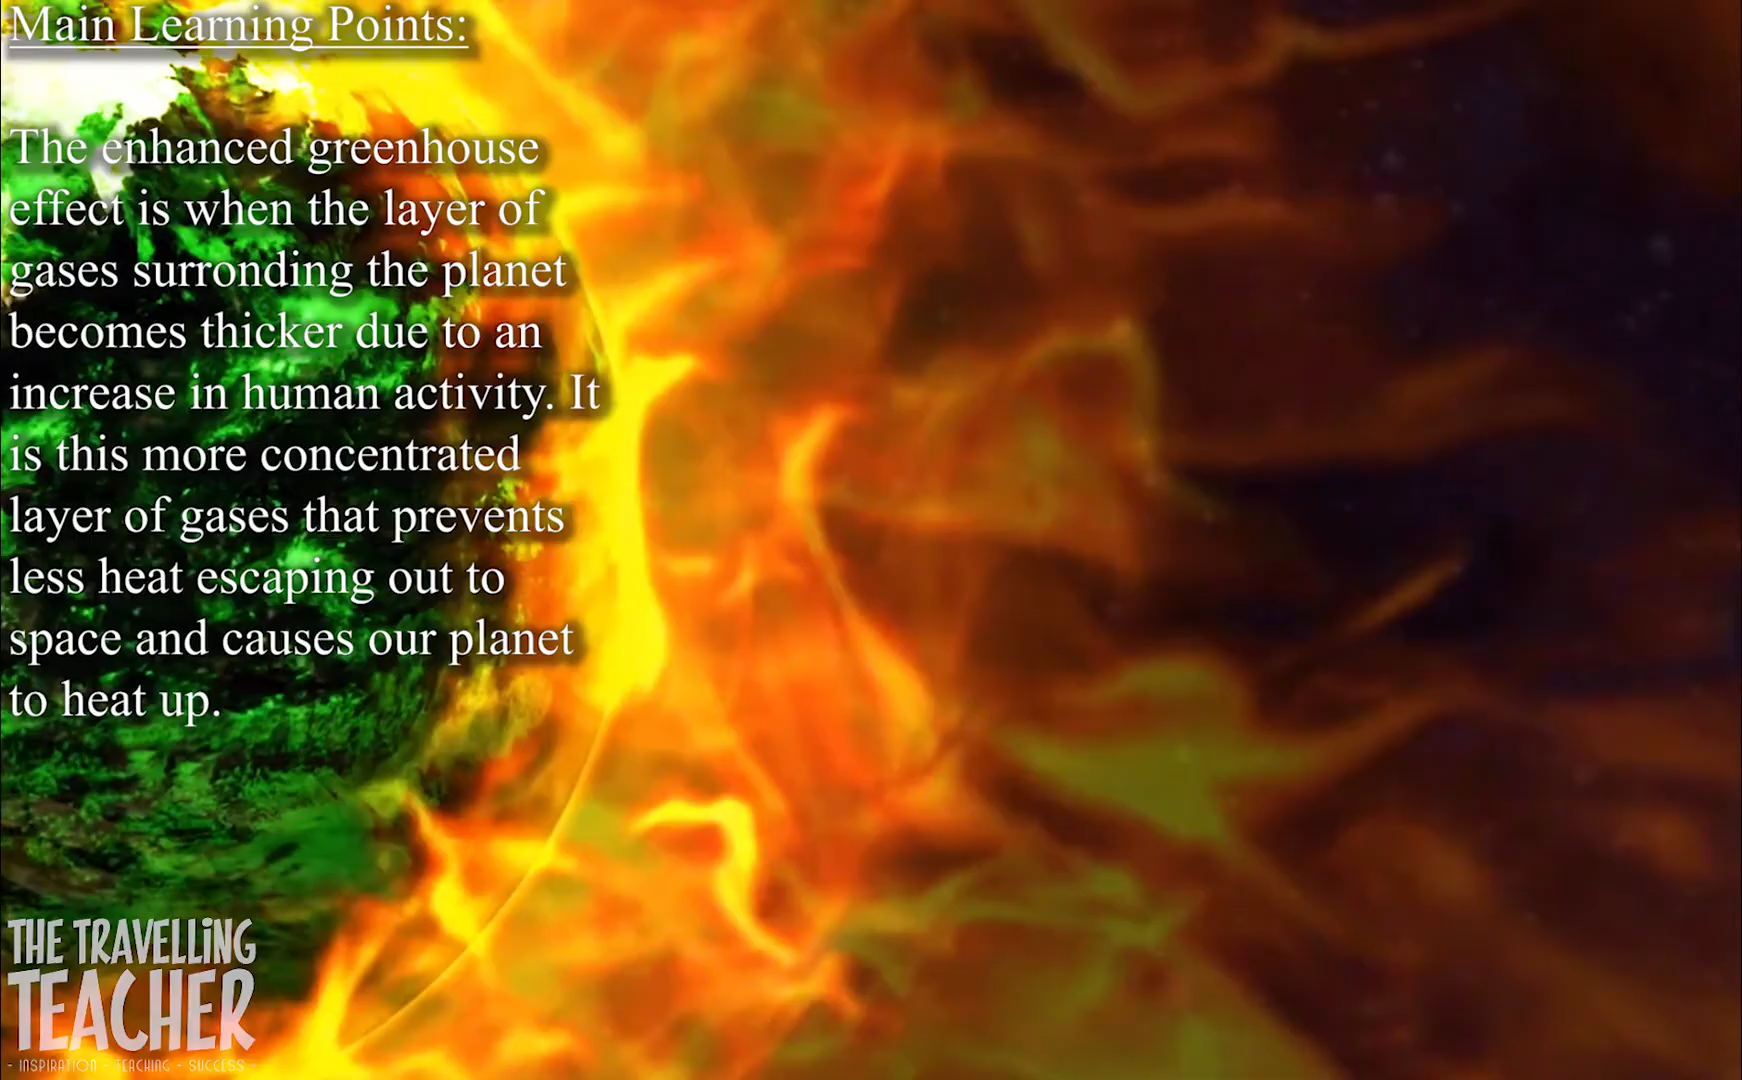 Main Learning Points:
The enhanced greenhouse
effect is when the layer of
gases surronding the planet
becomes thicker due to an
increase in human activity. It
is this more concentrated
layer of gases that prevents
less heat escaping out to
space and causes our planet
to heat up.
THE TRAVELLiNG
TEACHER
- INSPIRATION - TEACHING - SUCCESS -